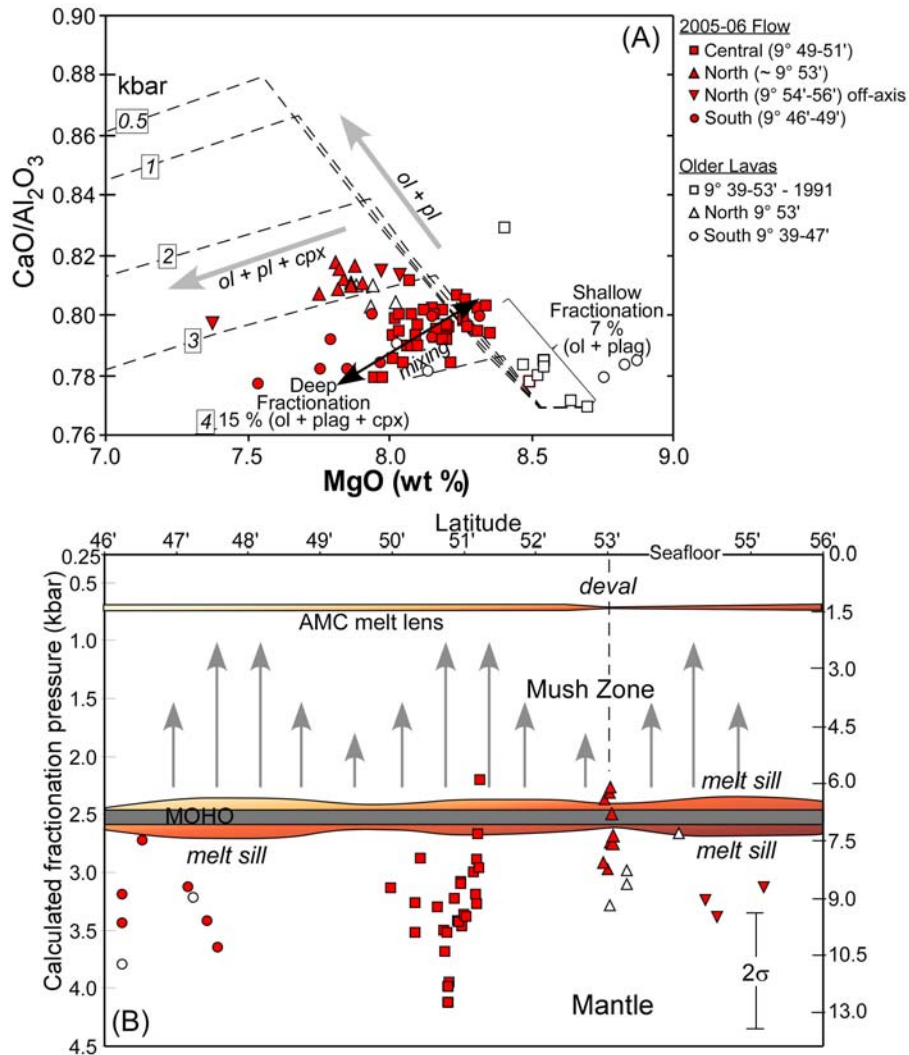 0.90
0.88
0.86
0.84
0.82
0.80
0.78
0.76
CaO/Al₂O₃
(A)
kbar
0.5
1
2
3
4
ol + pl
ol + pl + cpx
mixing
Shallow
Fractionation
7 %
(ol + plag)
Deep
Fractionation
15 % (ol + plag + cpx)
7.0 7.5 8.0 8.5 9.0
MgO (wt %)
2005-06 Flow
Central (9° 49-51')
North (~ 9° 53')
North (9° 54'-56') off-axis
South (9° 46'-49')
Older Lavas
9° 39-53' - 1991
North 9° 53'
South 9° 39-47'
Latitude
46' 47' 48' 49' 50' 51' 52' 53' 55' 56'
Seafloor
0.25
0.5
1.0
1.5
2.0
2.5
3.0
3.5
4.0
4.5
Calculated fractionation pressure (kbar)
0.0
1.5
3.0
4.5
6.0
7.5
9.0
10.5
13.0
deval
AMC melt lens
Mush Zone
melt sill
MOHO
melt sill
melt sill
Mantle
2σ
(B)